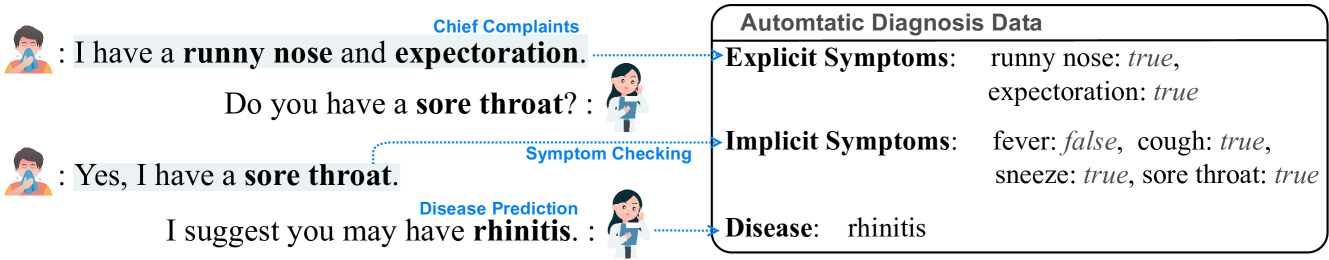 Chief Complaints
: I have a runny nose and expectoration.
Do you have a sore throat? :
Symptom Checking
: Yes, I have a sore throat.
Disease Prediction
I suggest you may have rhinitis. :
Automtatic Diagnosis Data
Explicit Symptoms: runny nose: true,
expectoration: true
Implicit Symptoms: fever: false, cough: true,
sneeze: true, sore throat: true
Disease: rhinitis